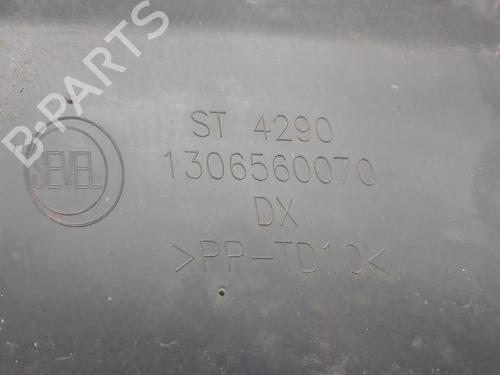 B-PARTS
SEVEL
ST 4290
1306560070
DX
>PP-TD10<